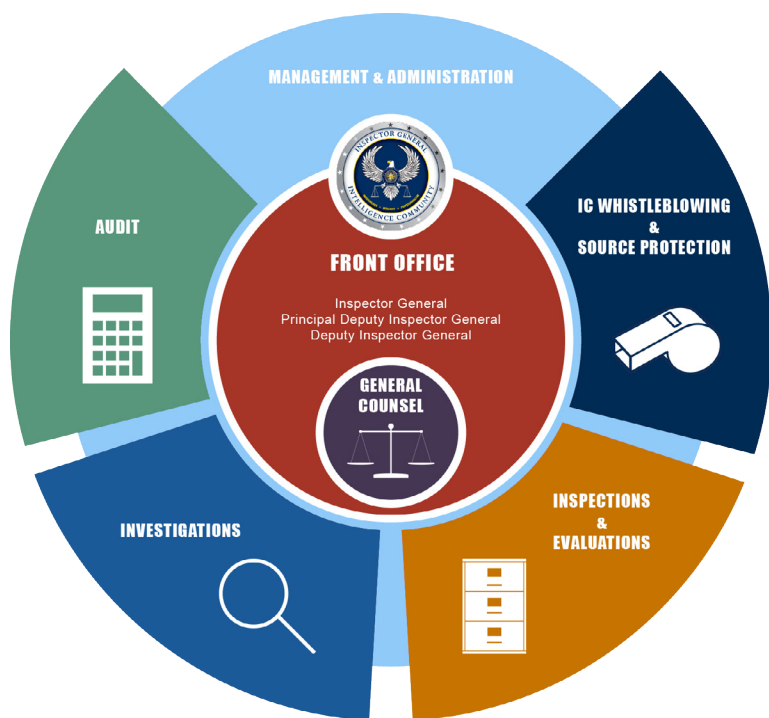 MANAGEMENT & ADMINISTRATION
INSPECTOR GENERAL
INTELLIGENCE COMMUNITY
AUDIT
IC WHISTLEBLOWING
&
SOURCE PROTECTION
FRONT OFFICE
Inspector General
Principal Deputy Inspector General
Deputy Inspector General
GENERAL
COUNSEL
INVESTIGATIONS
INSPECTIONS
&
EVALUATIONS